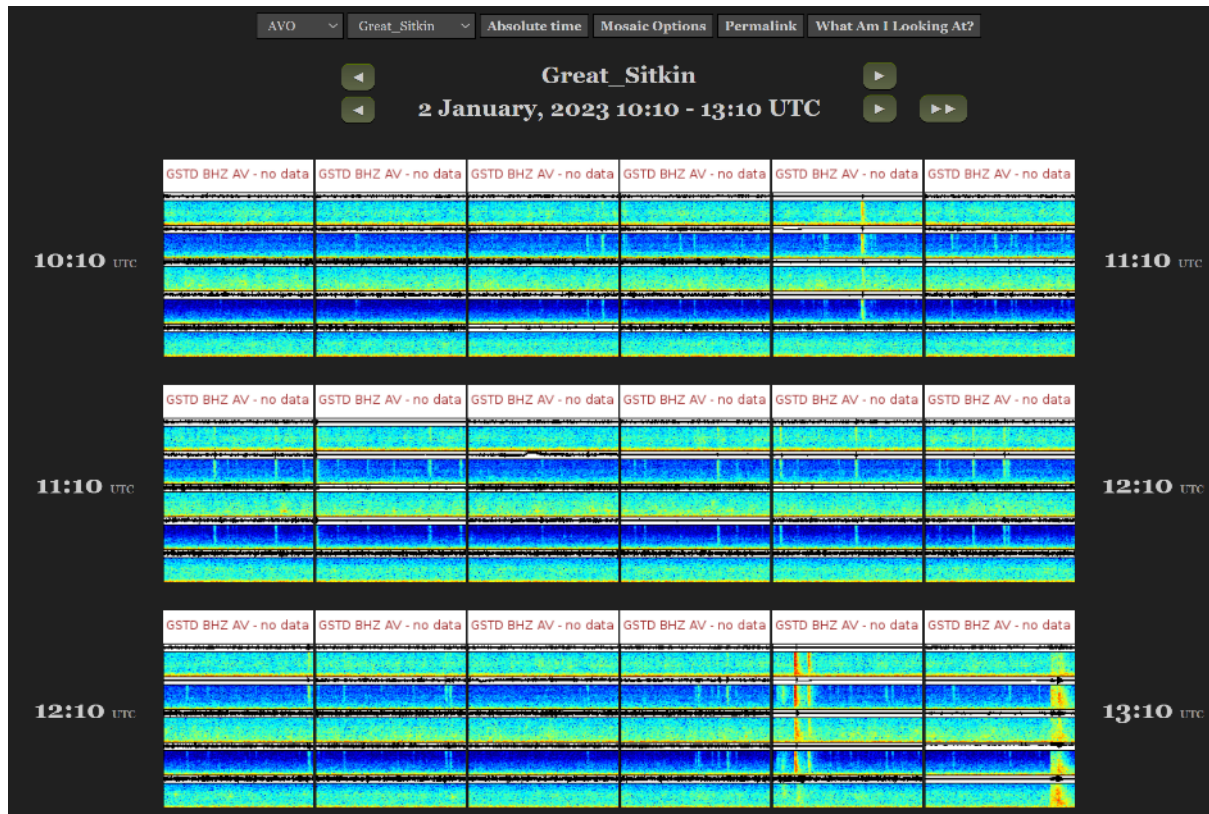 AVO Great_Sitkin Absolute time Mosaic Options Permalink What Am I Looking At?
Great_Sitkin
2 January, 2023 10:10 - 13:10 UTC
GSTD BHZ AV - no data GSTD BHZ AV - no data GSTD BHZ AV - no data GSTD BHZ AV - no data GSTD BHZ AV - no data GSTD BHZ AV - no data
10:10 UTC 11:10 UTC
GSTD BHZ AV - no data GSTD BHZ AV - no data GSTD BHZ AV - no data GSTD BHZ AV - no data GSTD BHZ AV - no data GSTD BHZ AV - no data
11:10 UTC 12:10 UTC
GSTD BHZ AV - no data GSTD BHZ AV - no data GSTD BHZ AV - no data GSTD BHZ AV - no data GSTD BHZ AV - no data GSTD BHZ AV - no data
12:10 UTC 13:10 UTC